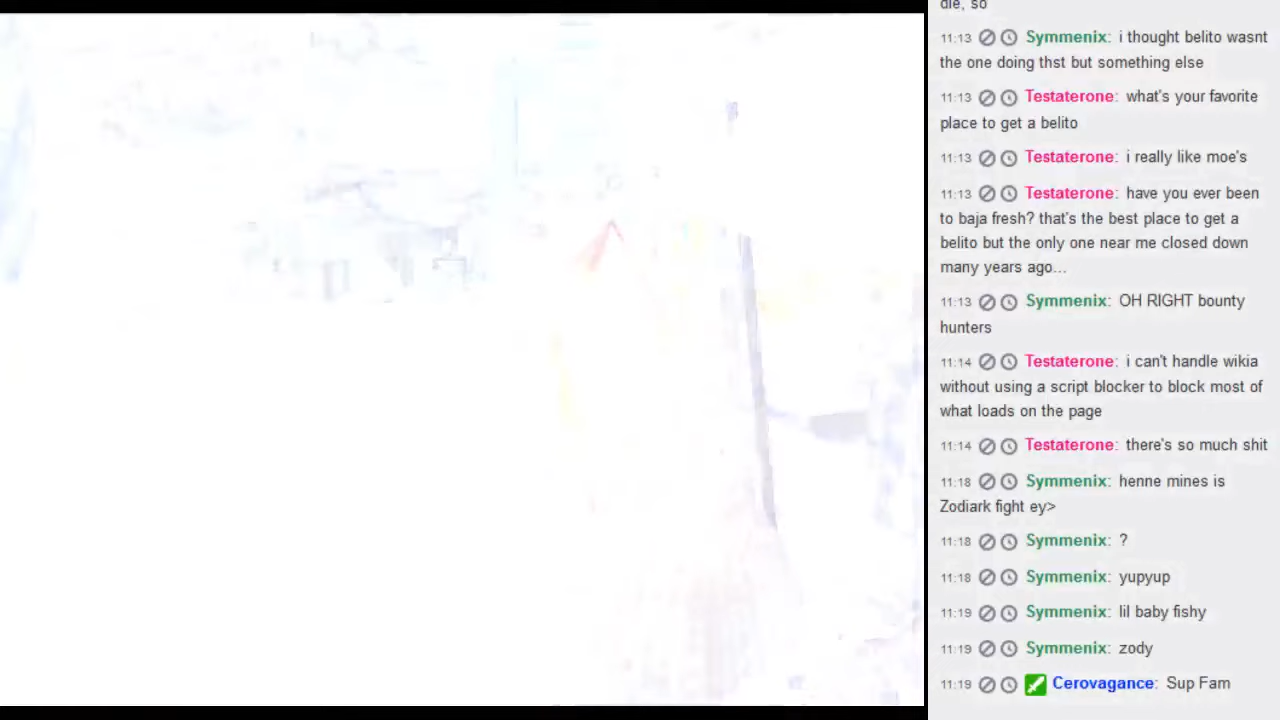 die, so
11:13 Symmenix: i thought belito wasnt
the one doing thst but something else
11:13 Testaterone: what's your favorite
place to get a belito
11:13 Testaterone: i really like moe's
11:13 Testaterone: have you ever been
to baja fresh? that's the best place to get a
belito but the only one near me closed down
many years ago...
11:13 Symmenix: OH RIGHT bounty
hunters
11:14 Testaterone: i can't handle wikia
without using a script blocker to block most of
what loads on the page
11:14 Testaterone: there's so much shit
11:18 Symmenix: henne mines is
Zodiark fight ey>
11:18 Symmenix: ?
11:18 Symmenix: yupyup
11:19 Symmenix: lil baby fishy
11:19 Symmenix: zody
11:19 Cerovagance: Sup Fam